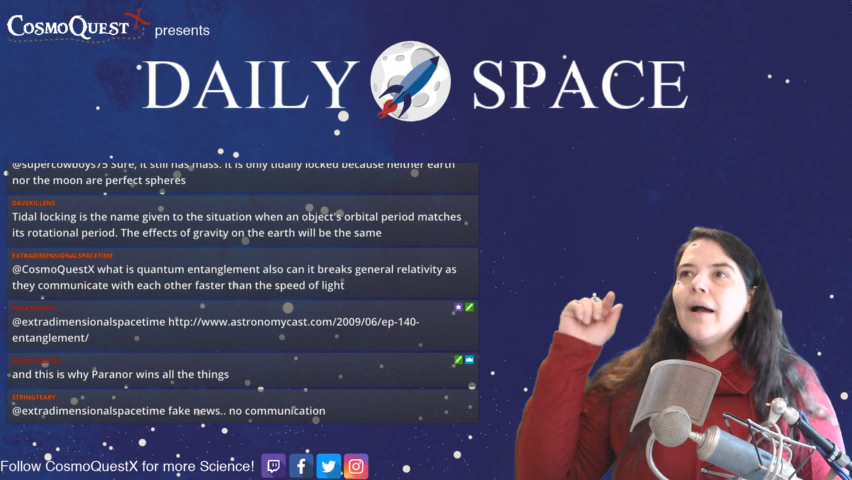 CosmoQuestX presents
DAILY SPACE
@supercowboys75 Sure, it still has mass. It is only tidally locked because neither earth
nor the moon are perfect spheres
DAVEKILLENS
Tidal locking is the name given to the situation when an object's orbital period matches
its rotational period. The effects of gravity on the earth will be the same
EXTRADIMENSIONALSPACETIME
@CosmoQuestX what is quantum entanglement also can it breaks general relativity as
they communicate with each other faster than the speed of light
@extradimensionalspacetime http://www.astronomycast.com/2009/06/ep-140-
entanglement/
and this is why Paranor wins all the things
STRINGTEARY
@extradimensionalspacetime fake news.. no communication
Follow CosmoQuestX for more Science!